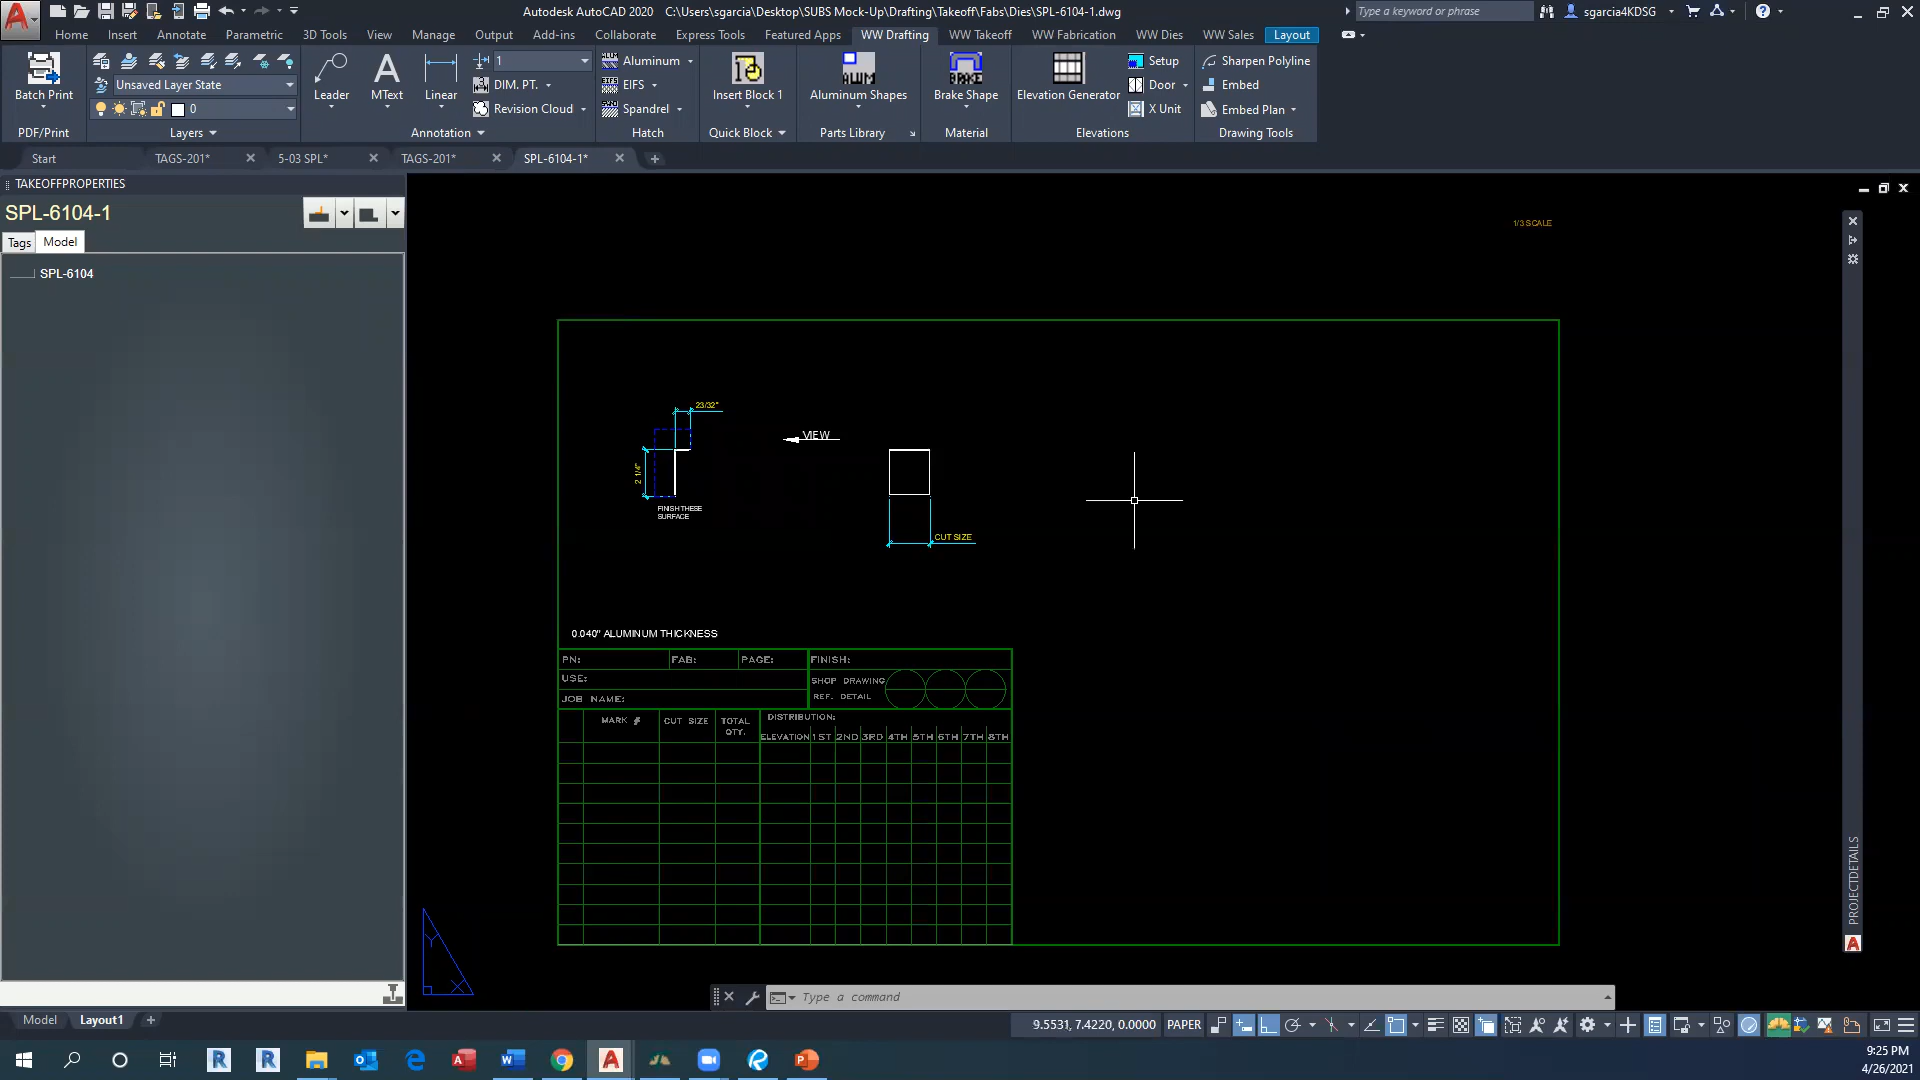 Autodesk AutoCAD 2020 C:\Users\sgarcia\Desktop\SUBS Mock-Up\Drafting\Takeoff\Fabs\Dies\SPL-6104-1.dwg
Type a keyword or phrase
sgarcia4KDSG
Home Insert Annotate Parametric 3D Tools View Manage Output Add-ins Collaborate Express Tools Featured Apps WW Drafting WW Takeoff WW Fabrication WW Dies WW Sales Layout
Batch Print
PDF/Print
Unsaved Layer State
0
Layers
Leader
MText
Linear
1
DIM. PT.
Revision Cloud
Annotation
Aluminum
EIFS
Spandrel
Hatch
Insert Block 1
Quick Block
Aluminum Shapes
Parts Library
Brake Shape
Material
Elevation Generator
Setup
Door
X Unit
Elevations
Sharpen Polyline
Embed
Embed Plan
Drawing Tools
Start TAGS-201* 5-03 SPL* TAGS-201* SPL-6104-1*
TAKEOFFPROPERTIES
SPL-6104-1
Tags Model
SPL-6104
1/3 SCALE
23/32"
2 1/4"
VIEW
FINISH THESE
SURFACE
CUT SIZE
0.040" ALUMINUM THICKNESS
PN: FAB: PAGE: FINISH:
USE:
SHOP DRAWING
REF. DETAIL
JOB NAME:
MARK # CUT SIZE TOTAL
QTY.
DISTRIBUTION:
ELEVATION 1ST 2ND 3RD 4TH 5TH 6TH 7TH 8TH
Y
X
PROJECTDETAILS
Type a command
Model Layout1
9.5531, 7.4220, 0.0000 PAPER
9:25 PM
4/26/2021